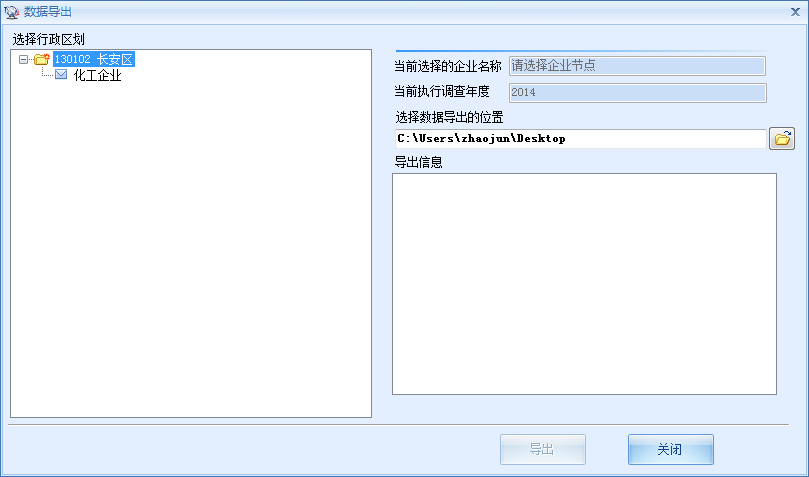 数据导出
选择行政区划
130102 长安区
化工企业
当前选择的企业名称 请选择企业节点
当前执行调查年度 2014
选择数据导出的位置
C:\Users\zhaojun\Desktop
导出信息
导出 关闭